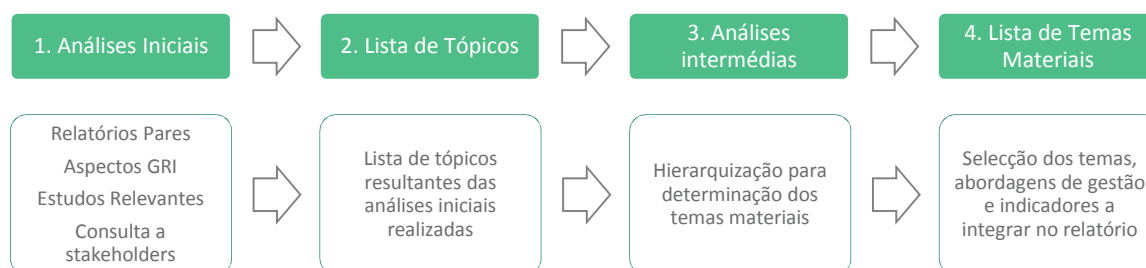 1. Análises Iniciais
2. Lista de Tópicos
3. Análises
intermédias
4. Lista de Temas
Materiais
Relatórios Pares
Aspectos GRI
Estudos Relevantes
Consulta a
stakeholders
Lista de tópicos
resultantes das
análises iniciais
realizadas
Hierarquização para
determinação dos
temas materiais
Selecção dos temas,
abordagens de gestão
e indicadores a
integrar no relatório